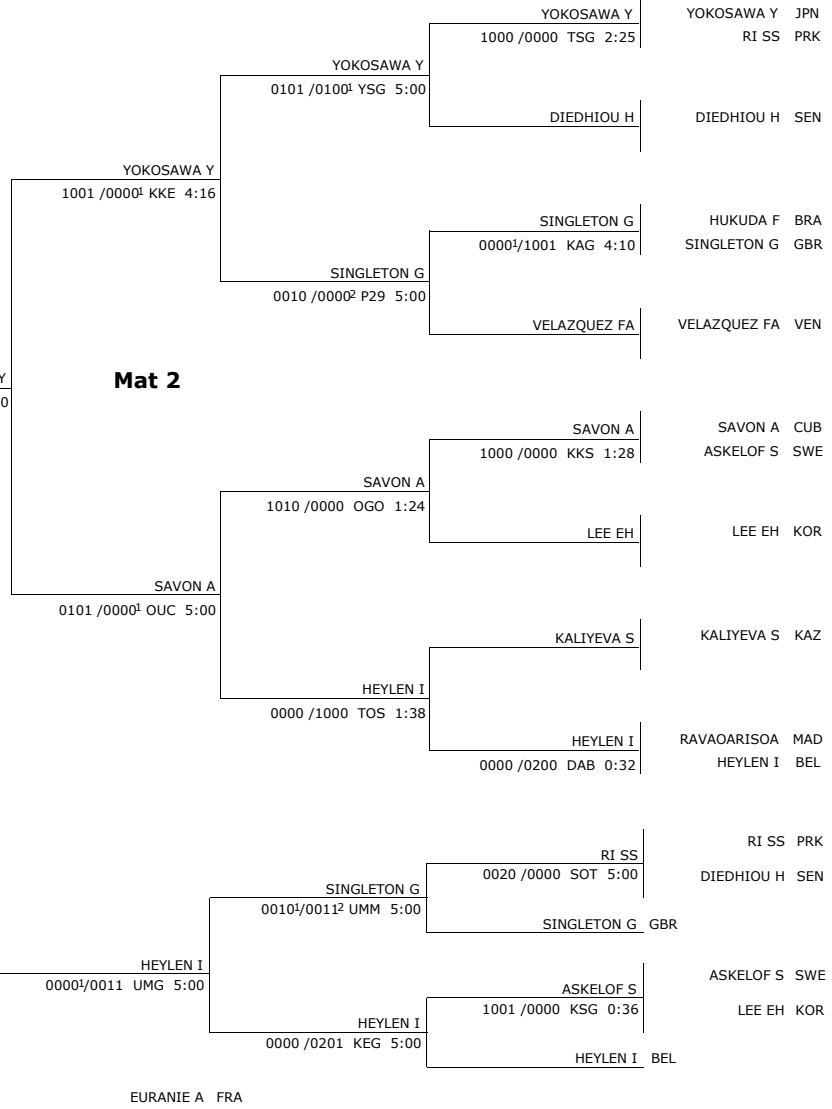 YOKOSAWA Y YOKOSAWA Y JPN
1000 /0000 TSG 2:25 RI SS PRK
YOKOSAWA Y
0101 /0100¹ YSG 5:00
DIEDHIOU H DIEDHIOU H SEN
YOKOSAWA Y
1001 /0000¹ KKE 4:16
SINGLETON G HUKUDA F BRA
0000¹/1001 KAG 4:10 SINGLETON G GBR
SINGLETON G
0010 /0000² P29 5:00
VELAZQUEZ FA VELAZQUEZ FA VEN
Y Mat 2
0
SAVON A SAVON A CUB
1000 /0000 KKS 1:28 ASKELOF S SWE
SAVON A
1010 /0000 OGO 1:24
LEE EH LEE EH KOR
SAVON A
0101 /0000¹ OUC 5:00
KALIYEVA S KALIYEVA S KAZ
HEYLEN I
0000 /1000 TOS 1:38
HEYLEN I RAVAOARISOA MAD
0000 /0200 DAB 0:32 HEYLEN I BEL
RI SS PRK
RI SS
0020 /0000 SOT 5:00 DIEDHIOU H SEN
SINGLETON G
0010¹/0011² UMM 5:00
SINGLETON G GBR
HEYLEN I
0000¹/0011 UMG 5:00
ASKELOF S SWE
ASKELOF S
1001 /0000 KSG 0:36 LEE EH KOR
HEYLEN I
0000 /0201 KEG 5:00
HEYLEN I BEL
EURANIE A FRA